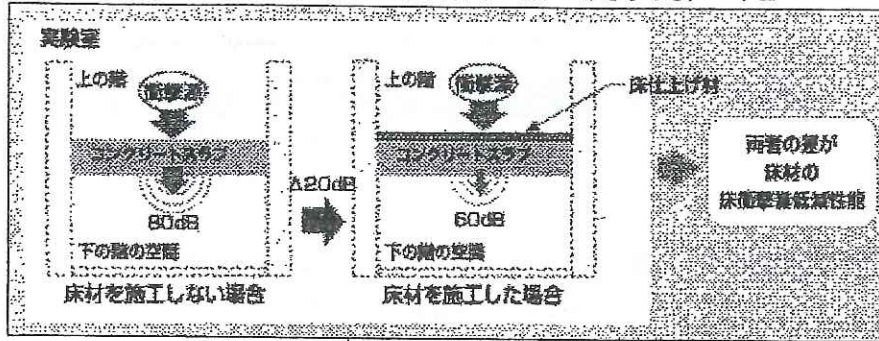 実験室
上の階
衝撃源
コンクリートスラブ
80dB
下の階の空間
床材を施工しない場合
Δ20dB
上の階
衝撃源
床仕上げ材
コンクリートスラブ
60dB
下の階の空間
床材を施工した場合
両者の差が
床材の
床衝撃音低減性能